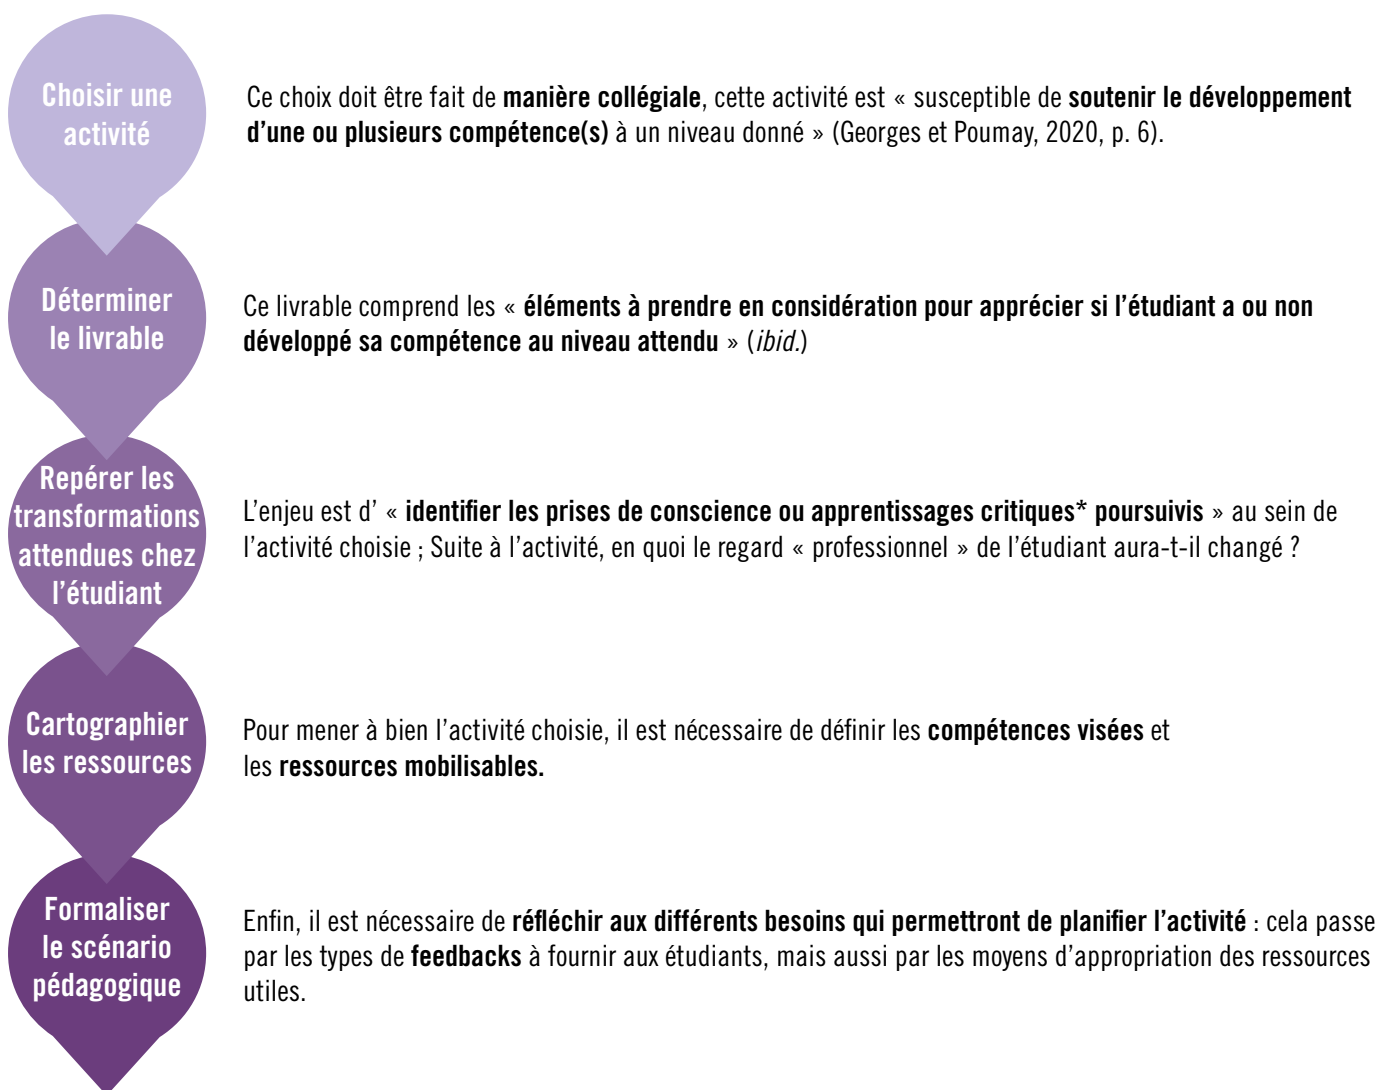 Choisir une
activité
Ce choix doit être fait de manière collégiale, cette activité est « susceptible de soutenir le développement
d’une ou plusieurs compétence(s) à un niveau donné » (Georges et Poumay, 2020, p. 6).
Déterminer
le livrable
Ce livrable comprend les « éléments à prendre en considération pour apprécier si l’étudiant a ou non
développé sa compétence au niveau attendu » (ibid.)
Repérer les
transformations
attendues chez
l’étudiant
L’enjeu est d’ « identifier les prises de conscience ou apprentissages critiques* poursuivis » au sein de
l’activité choisie ; Suite à l’activité, en quoi le regard « professionnel » de l’étudiant aura-t-il changé ?
Cartographier
les ressources
Pour mener à bien l’activité choisie, il est nécessaire de définir les compétences visées et
les ressources mobilisables.
Formaliser
le scénario
pédagogique
Enfin, il est nécessaire de réfléchir aux différents besoins qui permettront de planifier l’activité : cela passe
par les types de feedbacks à fournir aux étudiants, mais aussi par les moyens d’appropriation des ressources
utiles.